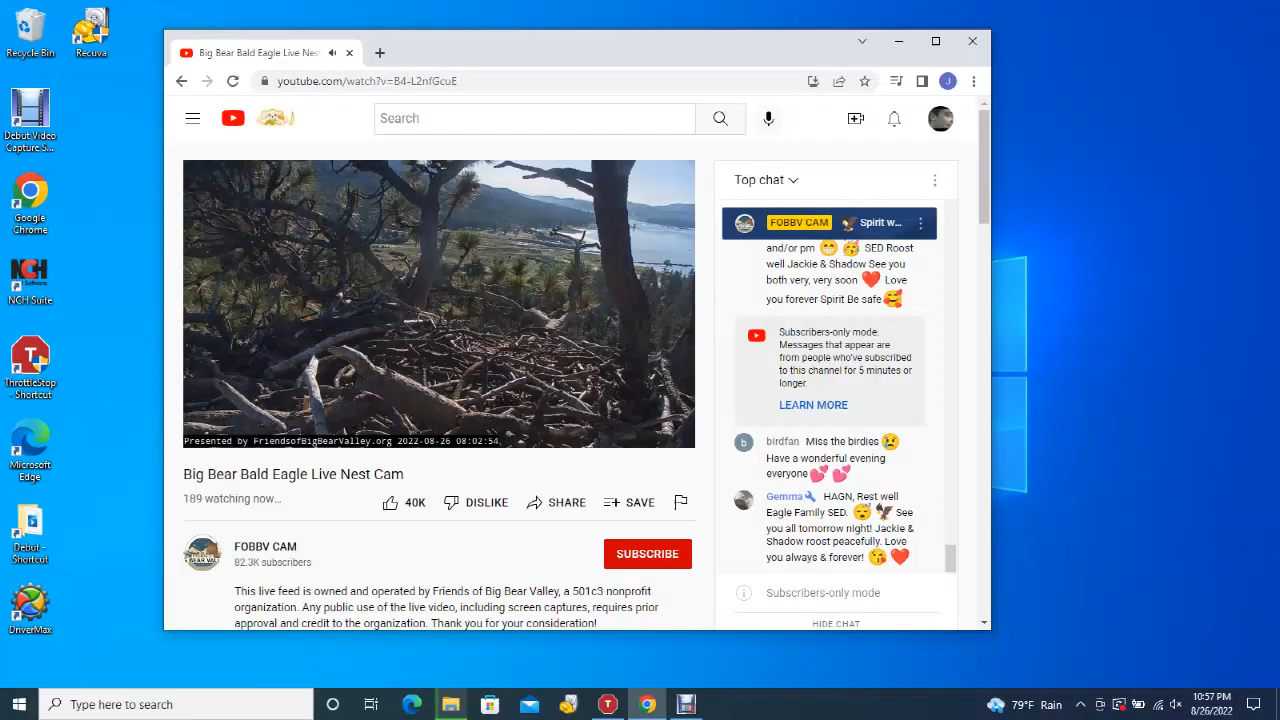 Recycle Bin
Recuva
Debut Video
Capture S...
Google
Chrome
NCH Suite
ThrottleStop
- Shortcut
Microsoft
Edge
Debut -
Shortcut
DriverMax
Big Bear Bald Eagle Live Nest
youtube.com/watch?v=B4-L2nfGcuE
J
Search
Presented by FriendsofBigBearValley.org 2022-08-26 08:02:54
Big Bear Bald Eagle Live Nest Cam
189 watching now...
40K
DISLIKE
SHARE
SAVE
FOBBV CAM
82.3K subscribers
SUBSCRIBE
This live feed is owned and operated by Friends of Big Bear Valley, a 501c3 nonprofit
organization. Any public use of the live video, including screen captures, requires prior
approval and credit to the organization. Thank you for your consideration!
Top chat
FOBBV CAM 🦅 Spirit w...
and/or pm 😁 🥳 SED Roost
well Jackie & Shadow See you
both very, very soon ❤️ Love
you forever Spirit Be safe 🥰
Subscribers-only mode.
Messages that appear are
from people who've subscribed
to this channel for 5 minutes or
longer.
LEARN MORE
b
birdfan Miss the birdies 😢
Have a wonderful evening
everyone 💕 💕
Gemma HAGN, Rest well
Eagle Family SED. 😴 🦅 See
you all tomorrow night! Jackie &
Shadow roost peacefully. Love
you always & forever! 😘 ❤️
Subscribers-only mode
HIDE CHAT
Type here to search
T
79°F Rain
10:57 PM
8/26/2022